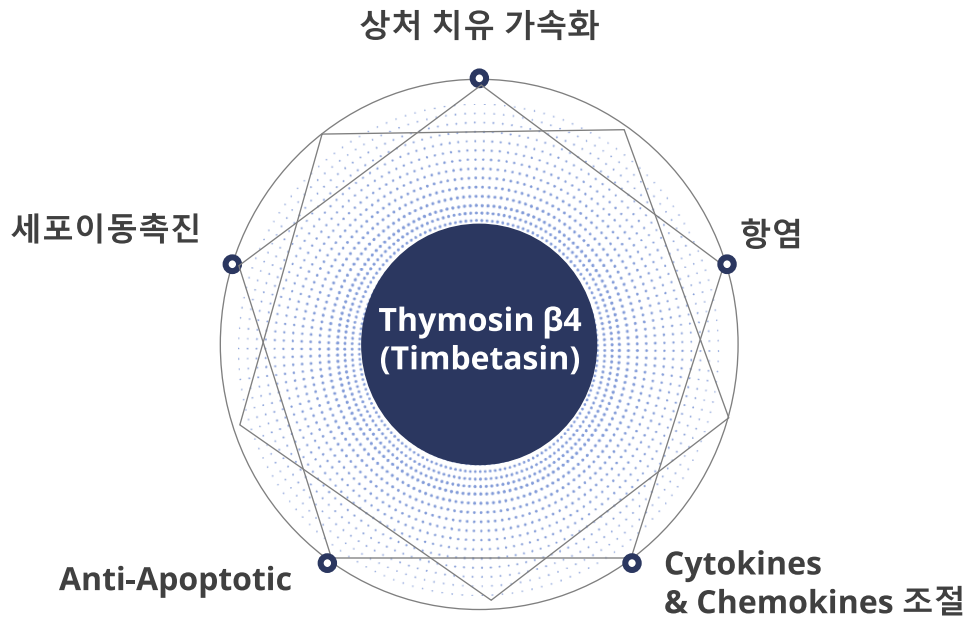 상처 치유 가속화
세포이동촉진
항염
Thymosin β4
(Timbetasin)
Anti-Apoptotic
Cytokines
& Chemokines 조절